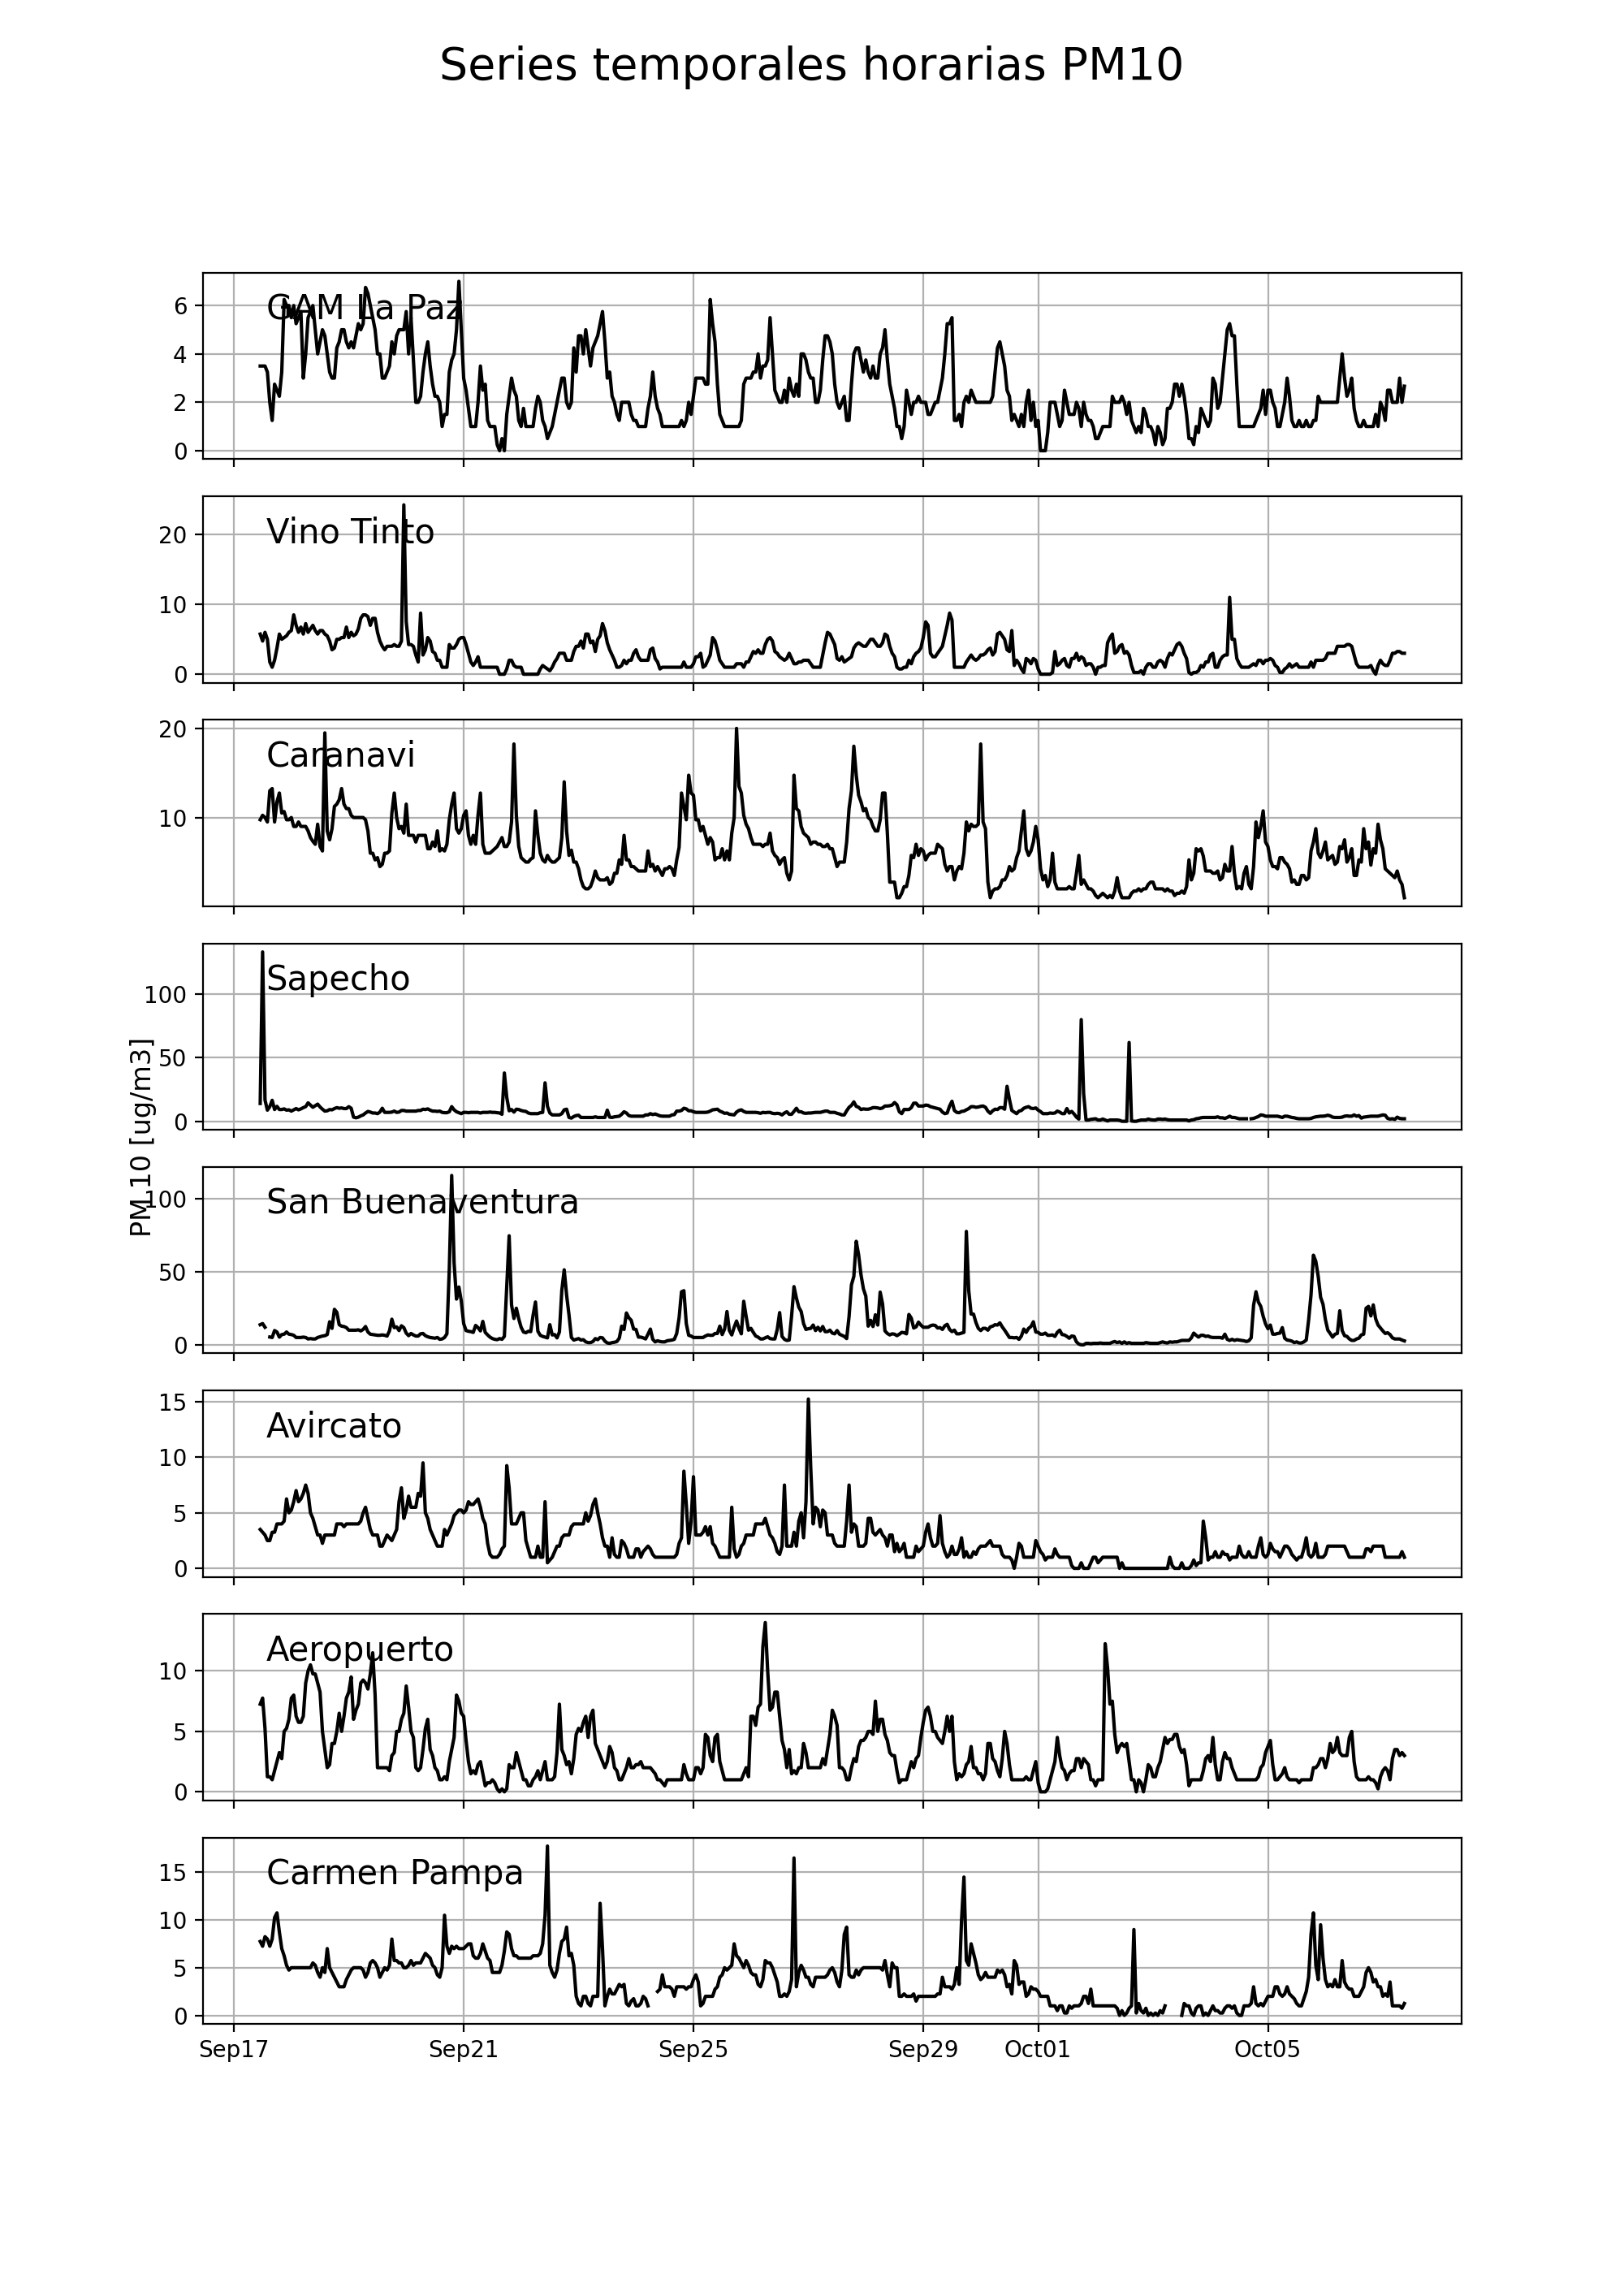 Series temporales horarias PM10
GAM La Paz
6
4
2
0
Vino Tinto
20
10
0
Caranavi
20
10
Sapecho
100
50
0
PM 10 [ug/m3]
San Buenaventura
100
50
0
Avircato
15
10
5
0
Aeropuerto
10
5
0
Carmen Pampa
15
10
5
0
Sep17 Sep21 Sep25 Sep29 Oct01 Oct05